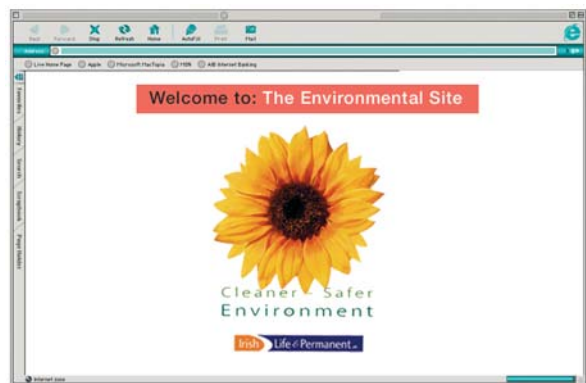 Back Forward Stop Refresh Home AutoFill Print Mail
Address go
Live Home Page Apple Microsoft MacTopia MSN AIB Internet Banking
Favorites
History
Search
Scrapbook
Page Holder
Welcome to: The Environmental Site
Cleaner - Safer
Environment
Irish Life & Permanent plc
Internet zone